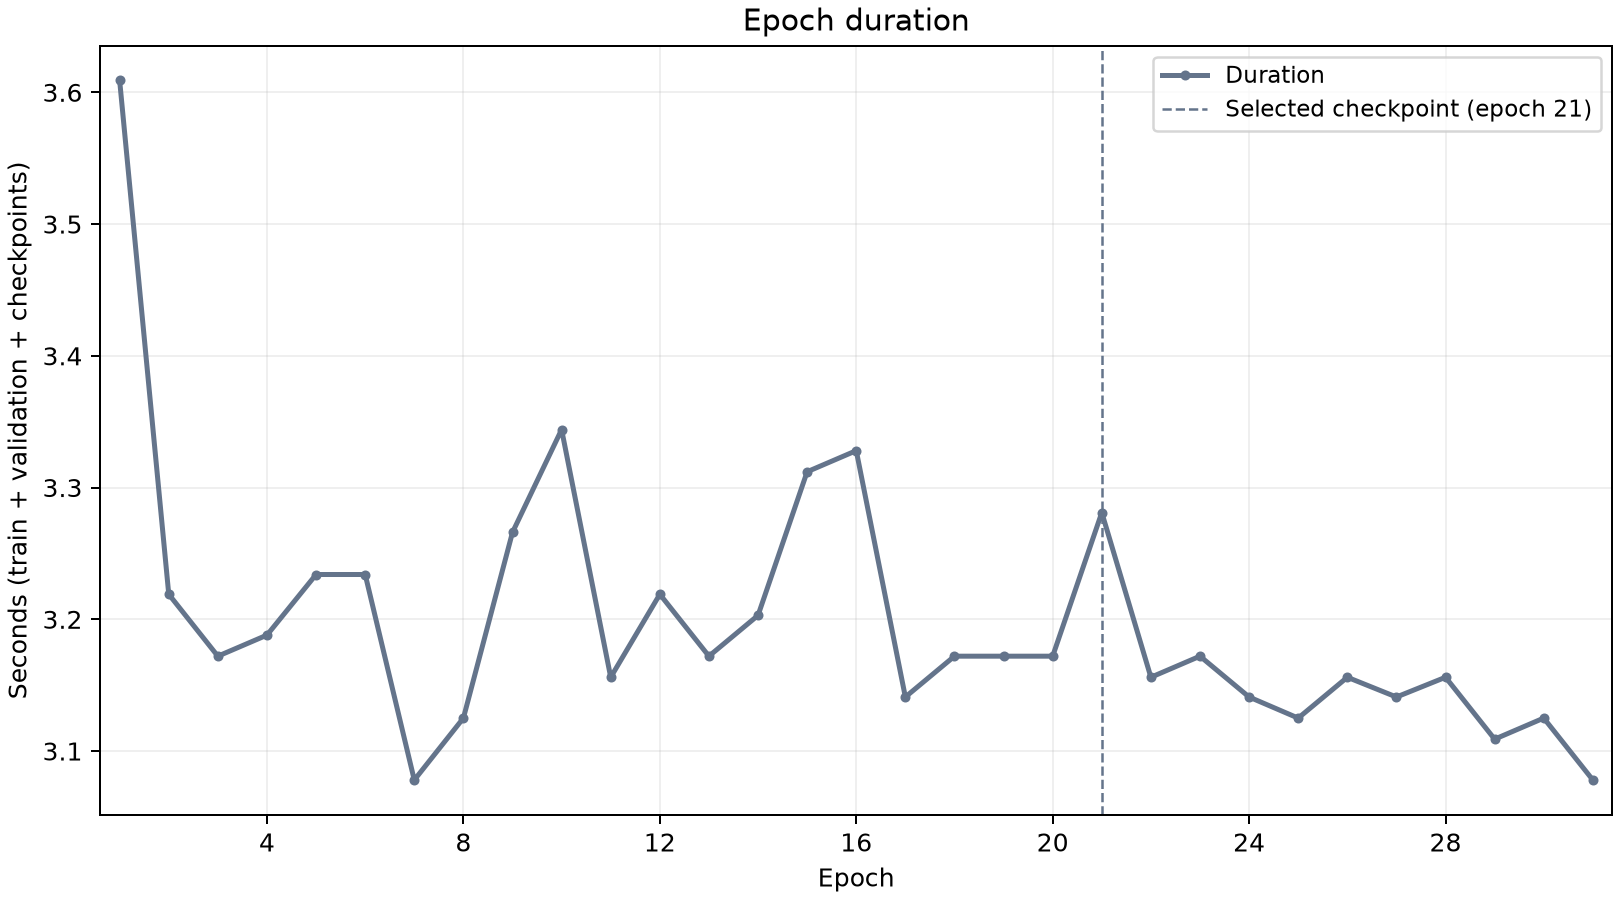 Epoch duration
Duration
Selected checkpoint (epoch 21)
Seconds (train + validation + checkpoints)
3.6
3.5
3.4
3.3
3.2
3.1
4 8 12 16 20 24 28
Epoch